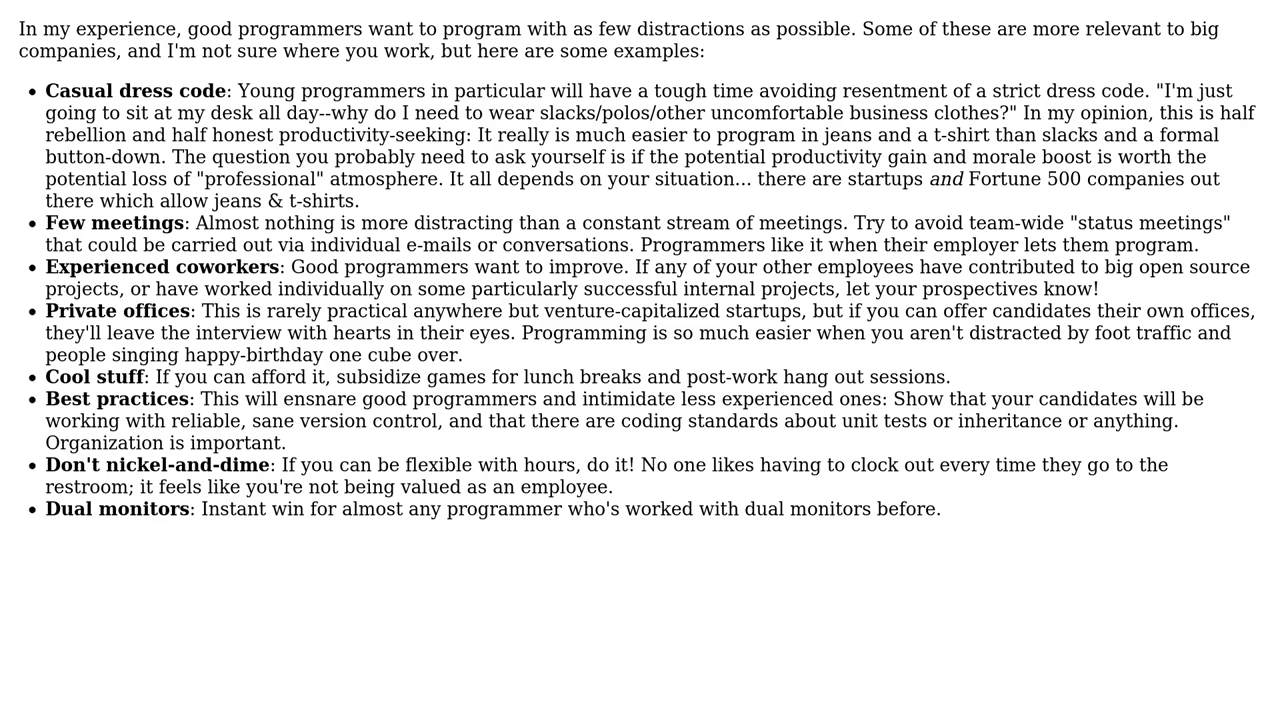 In my experience, good programmers want to program with as few distractions as possible. Some of these are more relevant to big
companies, and I'm not sure where you work, but here are some examples:
• Casual dress code: Young programmers in particular will have a tough time avoiding resentment of a strict dress code. "I'm just
going to sit at my desk all day--why do I need to wear slacks/polos/other uncomfortable business clothes?" In my opinion, this is half
rebellion and half honest productivity-seeking: It really is much easier to program in jeans and a t-shirt than slacks and a formal
button-down. The question you probably need to ask yourself is if the potential productivity gain and morale boost is worth the
potential loss of "professional" atmosphere. It all depends on your situation... there are startups and Fortune 500 companies out
there which allow jeans & t-shirts.
• Few meetings: Almost nothing is more distracting than a constant stream of meetings. Try to avoid team-wide "status meetings"
that could be carried out via individual e-mails or conversations. Programmers like it when their employer lets them program.
• Experienced coworkers: Good programmers want to improve. If any of your other employees have contributed to big open source
projects, or have worked individually on some particularly successful internal projects, let your prospectives know!
• Private offices: This is rarely practical anywhere but venture-capitalized startups, but if you can offer candidates their own offices,
they'll leave the interview with hearts in their eyes. Programming is so much easier when you aren't distracted by foot traffic and
people singing happy-birthday one cube over.
• Cool stuff: If you can afford it, subsidize games for lunch breaks and post-work hang out sessions.
• Best practices: This will ensnare good programmers and intimidate less experienced ones: Show that your candidates will be
working with reliable, sane version control, and that there are coding standards about unit tests or inheritance or anything.
Organization is important.
• Don't nickel-and-dime: If you can be flexible with hours, do it! No one likes having to clock out every time they go to the
restroom; it feels like you're not being valued as an employee.
• Dual monitors: Instant win for almost any programmer who's worked with dual monitors before.